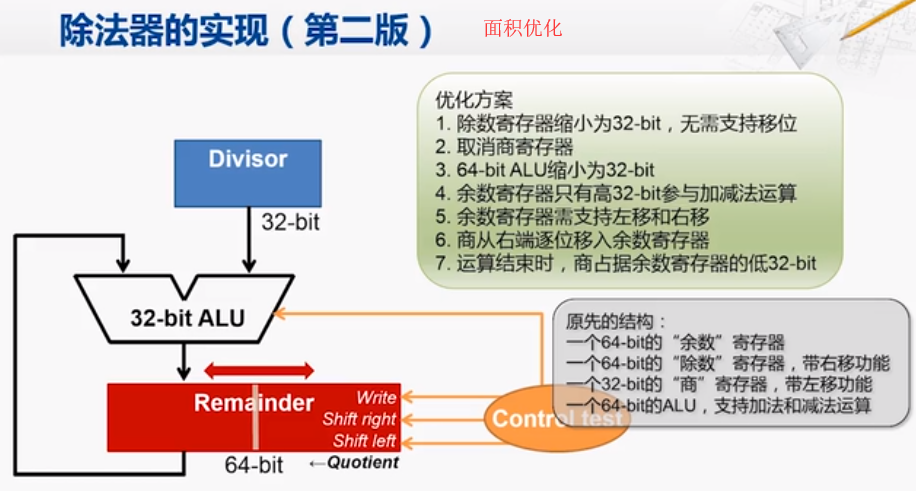 除法器的实现（第二版）
面积优化
优化方案
1. 除数寄存器缩小为32-bit，无需支持移位
2. 取消商寄存器
3. 64-bit ALU缩小为32-bit
4. 余数寄存器只有高32-bit参与加减法运算
5. 余数寄存器需支持左移和右移
6. 商从右端逐位移入余数寄存器
7. 运算结束时，商占据余数寄存器的低32-bit
Divisor
32-bit
32-bit ALU
原先的结构：
一个64-bit的“余数”寄存器
一个64-bit的“除数”寄存器，带右移功能
一个32-bit的“商”寄存器，带左移功能
一个64-bit的ALU，支持加法和减法运算
Remainder
Write
Shift right
Shift left
Control test
64-bit
←Quotient